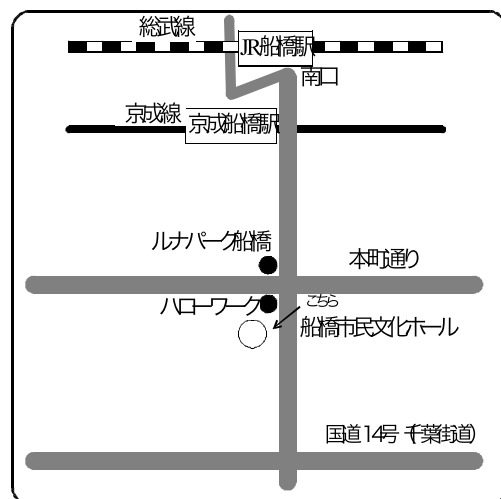 総武線
JR船橋駅
南口
京成線
京成船橋駅
ルナパーク船橋
本町通り
ハローワーク
こちら
船橋市民文化ホール
国道14号 千葉街道)